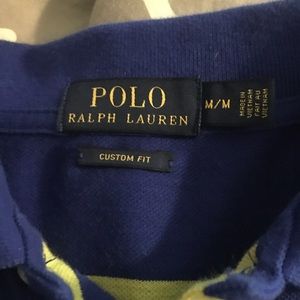 POLO
RALPH LAUREN
M/M
MADE IN
VIETNAM
FAIT AU
VIETNAM
CUSTOM FIT